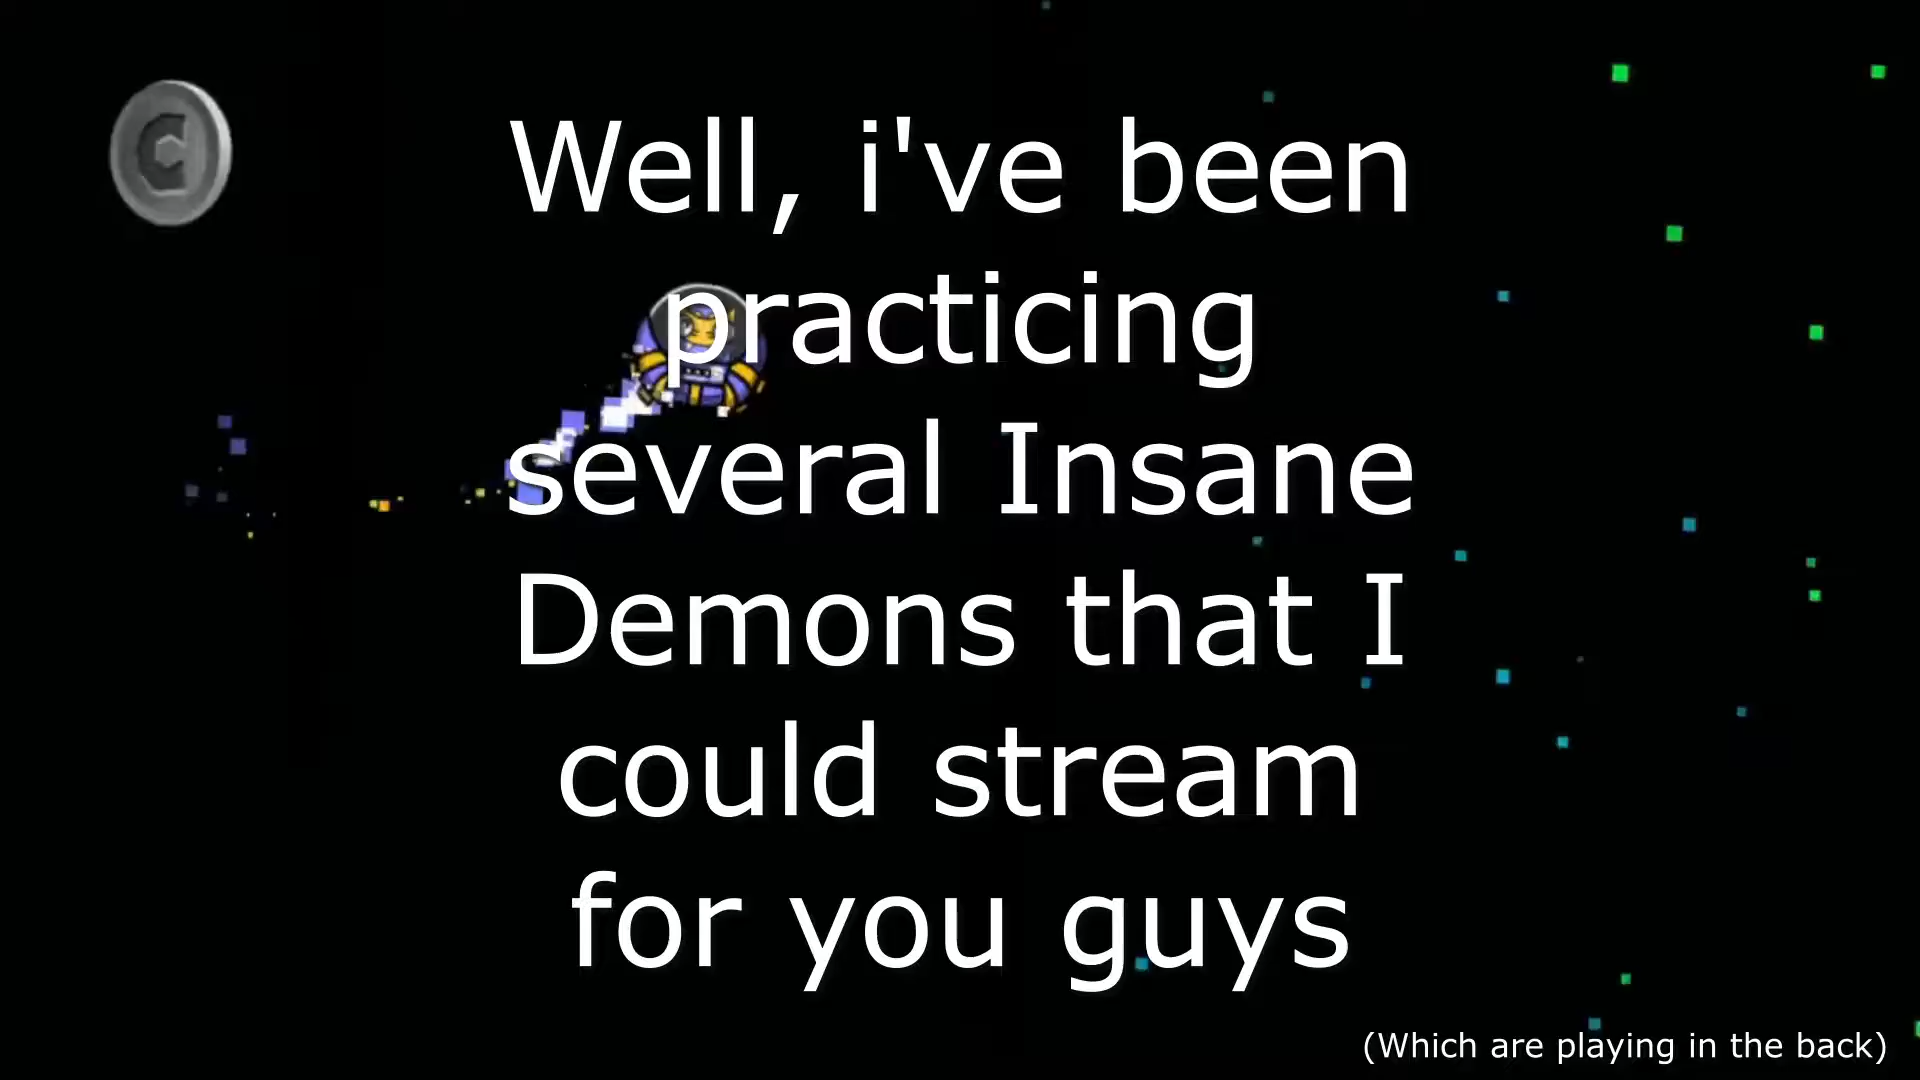 Well, i've been
practicing
several Insane
Demons that I
could stream
for you guys
(Which are playing in the back)